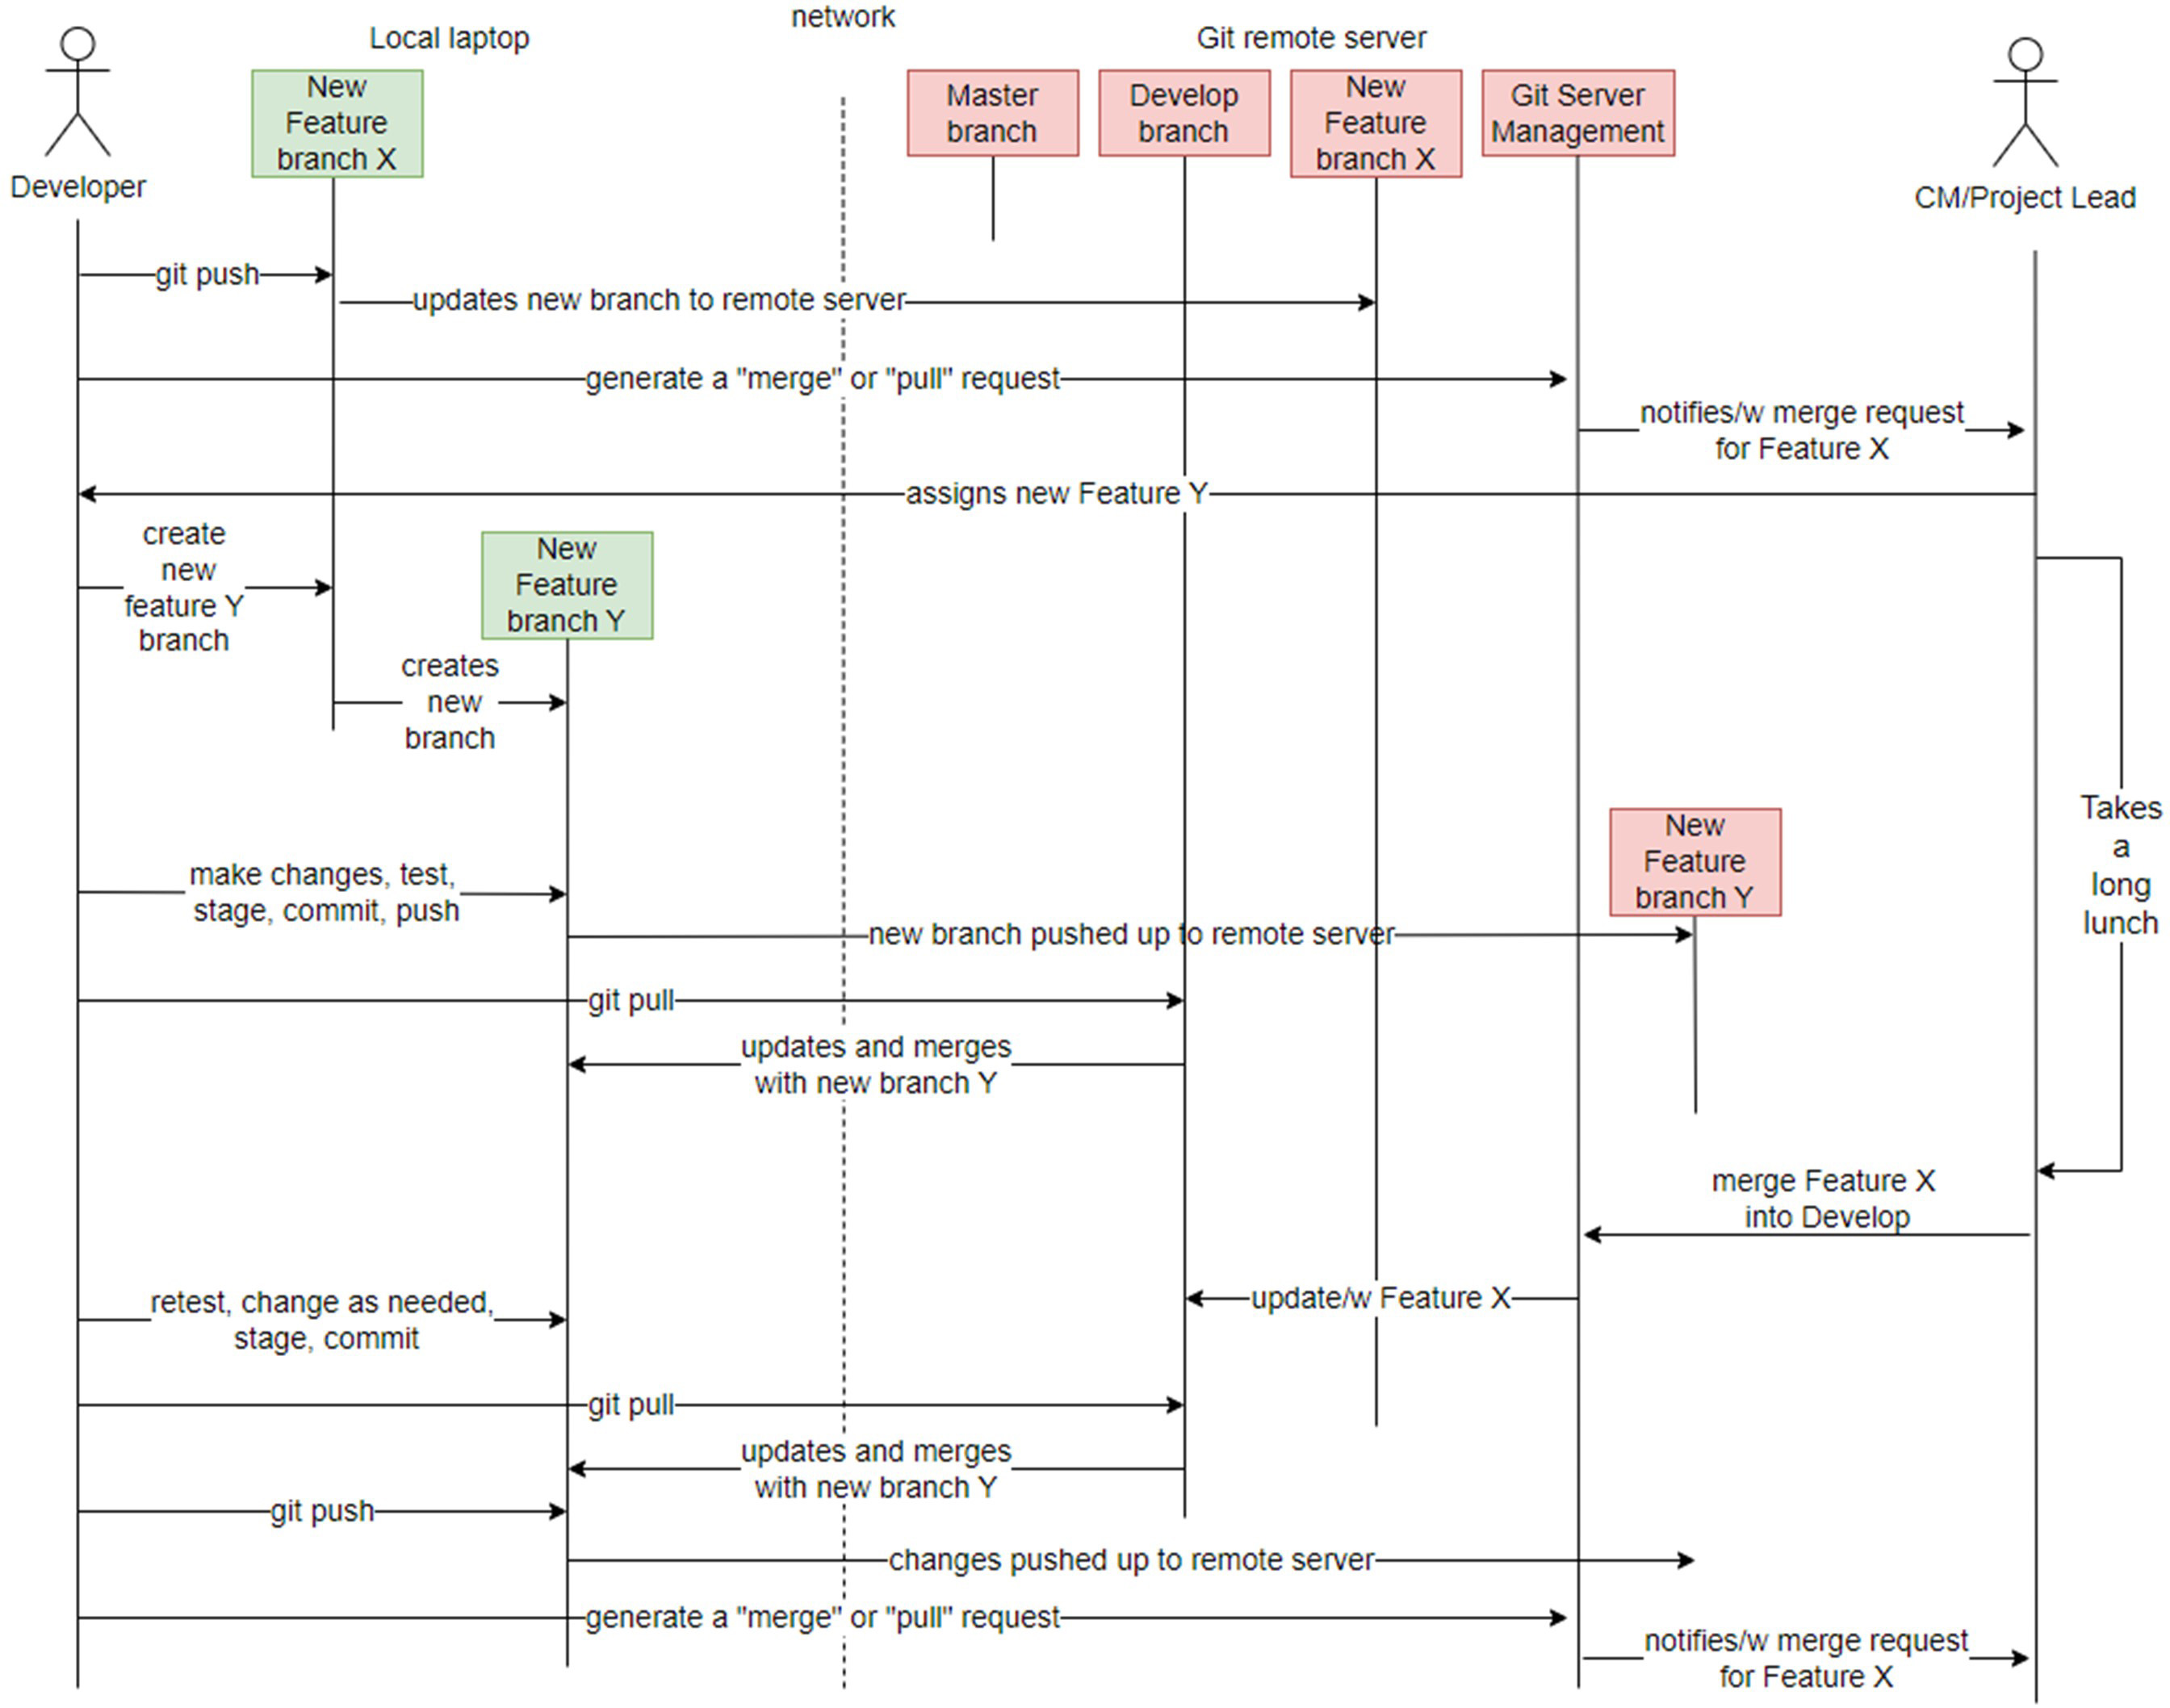 network
Local laptop
Git remote server
New
Feature
branch X
Master
branch
Develop
branch
New
Feature
branch X
Git Server
Management
Developer
CM/Project Lead
git push
updates new branch to remote server
generate a "merge" or "pull" request
notifies/w merge request
for Feature X
assigns new Feature Y
create
new
feature Y
branch
New
Feature
branch Y
creates
new
branch
Takes
a
long
lunch
New
Feature
branch Y
make changes, test,
stage, commit, push
new branch pushed up to remote server
git pull
updates and merges
with new branch Y
merge Feature X
into Develop
update/w Feature X
retest, change as needed,
stage, commit
git pull
updates and merges
with new branch Y
git push
changes pushed up to remote server
generate a "merge" or "pull" request
notifies/w merge request
for Feature X